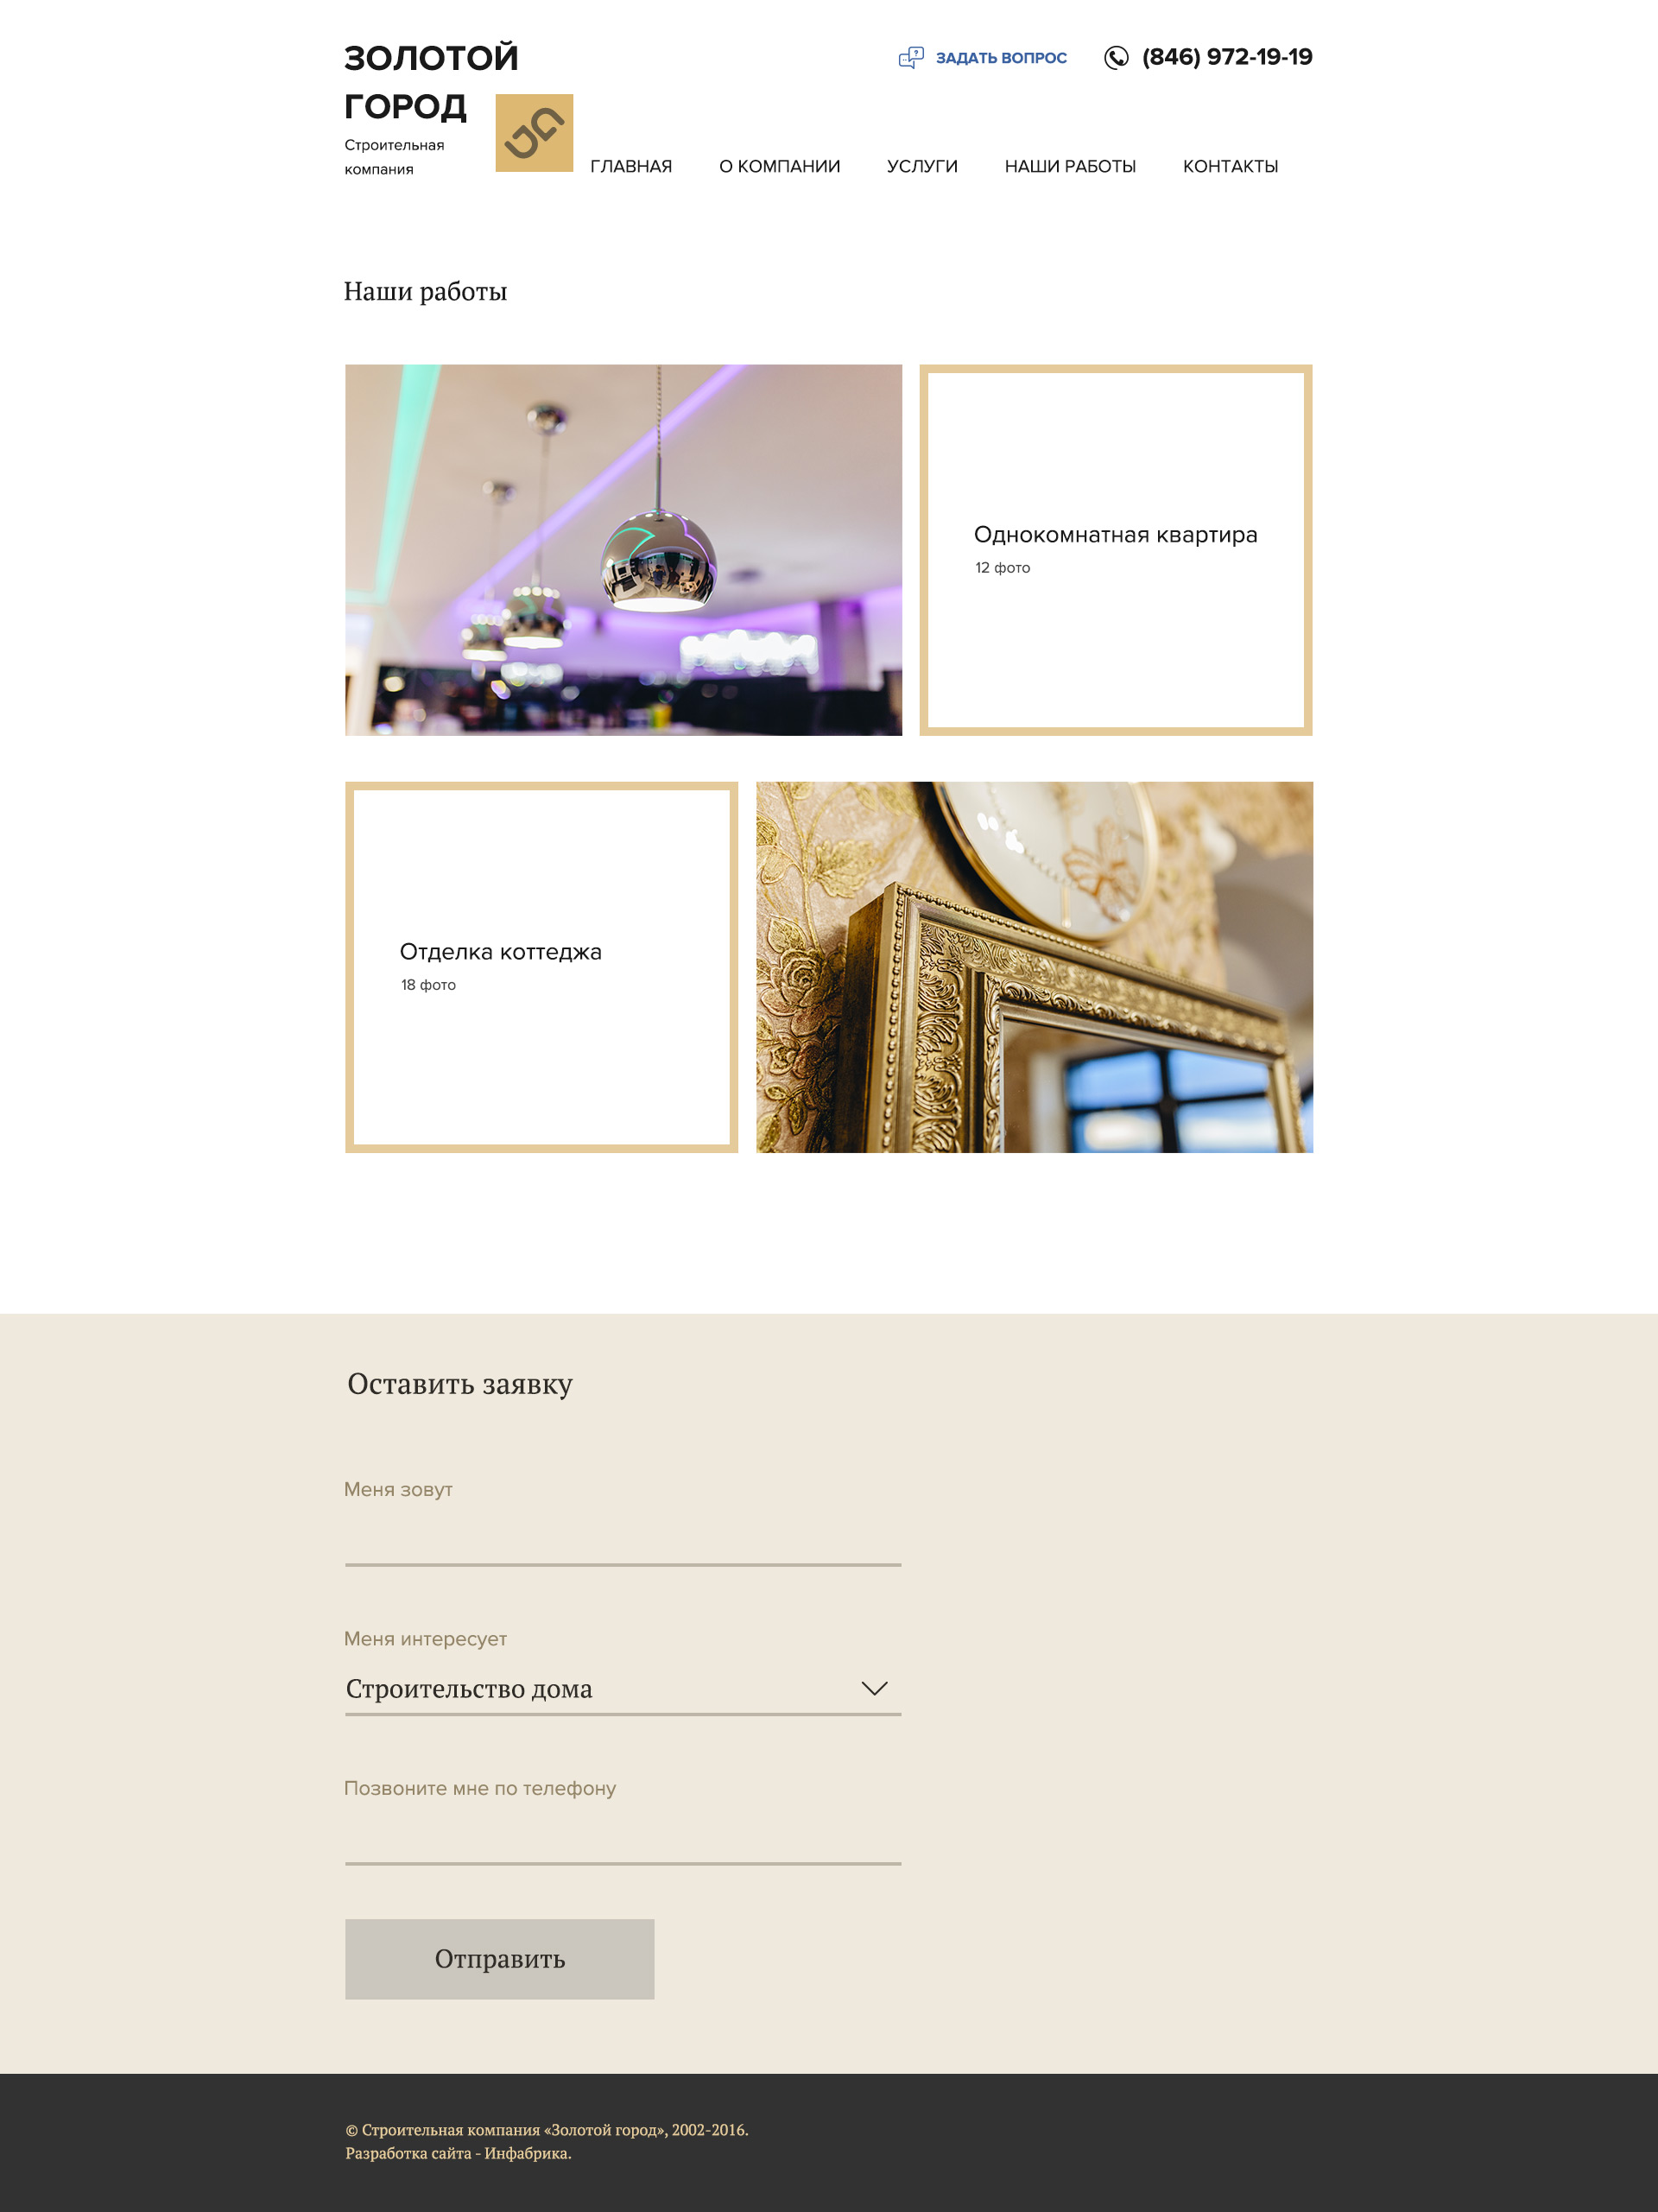 ЗОЛОТОЙ
ГОРОД
Строительная
компания
ЗАДАТЬ ВОПРОС
(846) 972-19-19
ГЛАВНАЯ
О КОМПАНИИ
УСЛУГИ
НАШИ РАБОТЫ
КОНТАКТЫ
Наши работы
Однокомнатная квартира
12 фото
Отделка коттеджа
18 фото
Оставить заявку
Меня зовут
Меня интересует
Строительство дома
Позвоните мне по телефону
Отправить
© Строительная компания «Золотой город», 2002-2016.
Разработка сайта - Инфабрика.